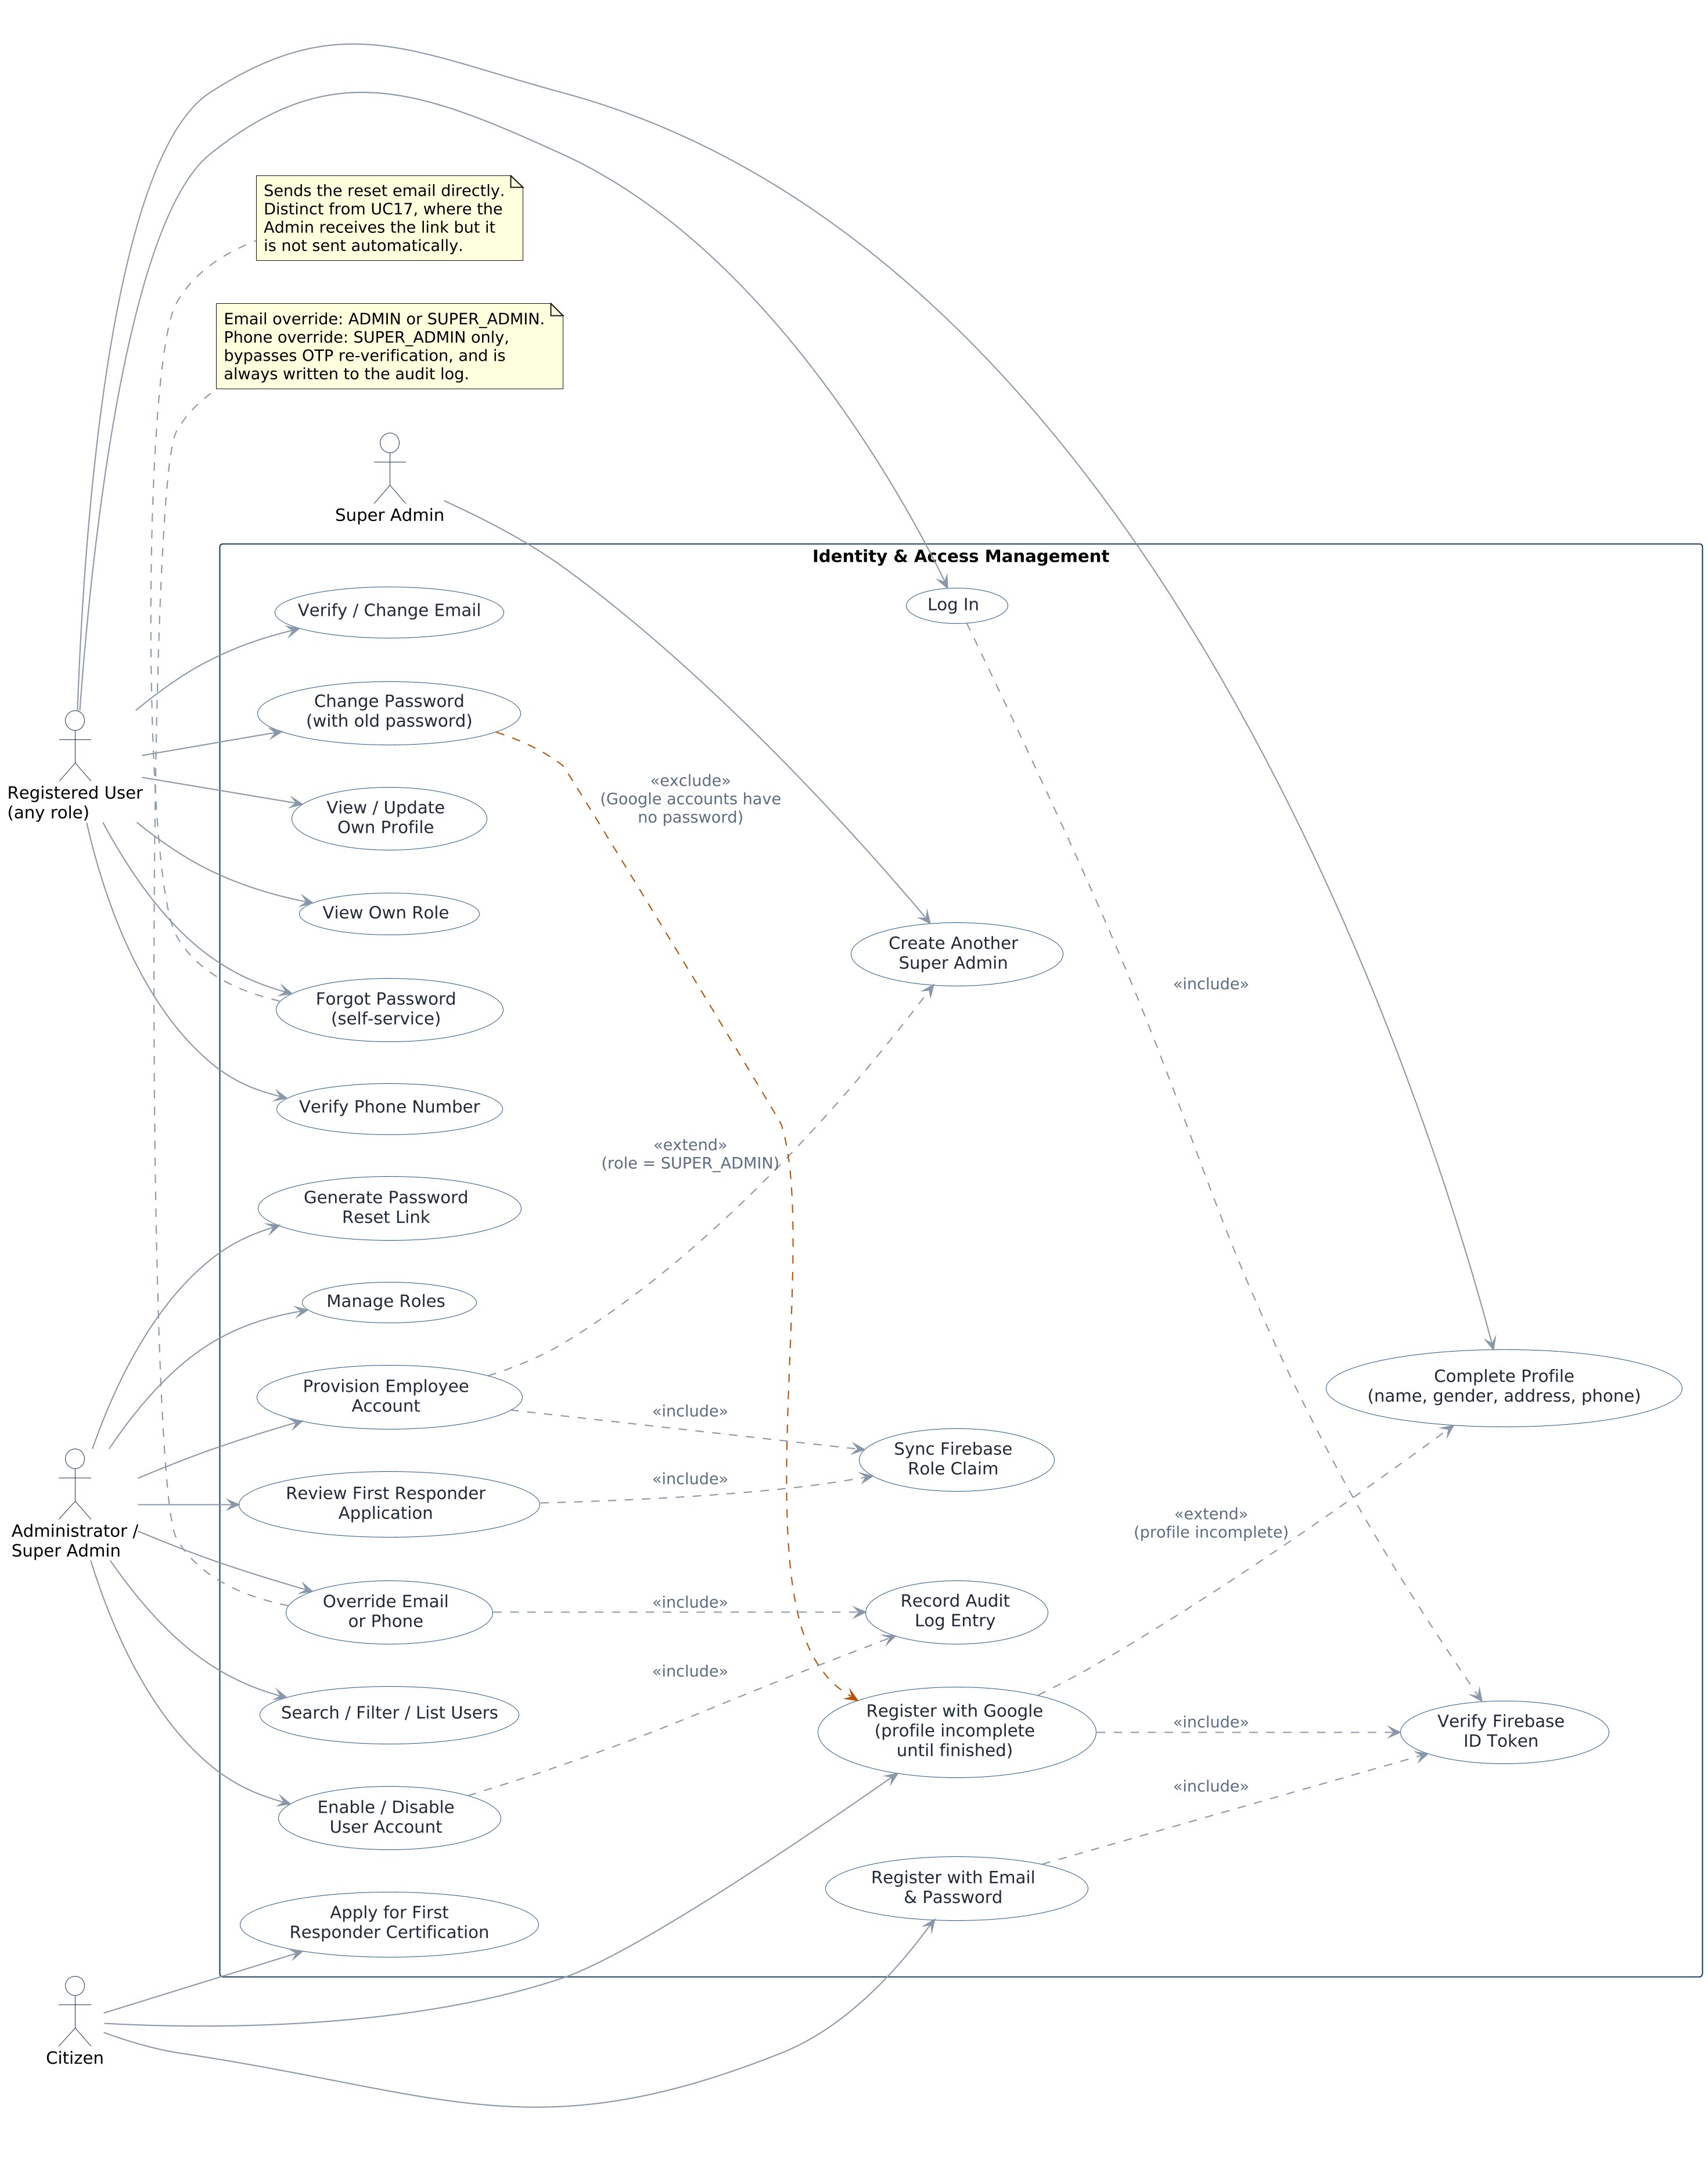 Sends the reset email directly.
Distinct from UC17, where the
Admin receives the link but it
is not sent automatically.
Email override: ADMIN or SUPER_ADMIN.
Phone override: SUPER_ADMIN only,
bypasses OTP re-verification, and is
always written to the audit log.
Super Admin
Identity & Access Management
Verify / Change Email
Log In
Change Password
(with old password)
«exclude»
(Google accounts have
no password)
Registered User
(any role)
View / Update
Own Profile
View Own Role
Create Another
Super Admin
«include»
Forgot Password
(self-service)
Verify Phone Number
«extend»
(role = SUPER_ADMIN)
Generate Password
Reset Link
Manage Roles
Provision Employee
Account
«include»
Complete Profile
(name, gender, address, phone)
Sync Firebase
Role Claim
Review First Responder
Application
«include»
Administrator /
Super Admin
«extend»
(profile incomplete)
Override Email
or Phone
«include»
Record Audit
Log Entry
«include»
Search / Filter / List Users
Register with Google
(profile incomplete
until finished)
«include»
Verify Firebase
ID Token
«include»
Enable / Disable
User Account
Register with Email
& Password
Apply for First
Responder Certification
Citizen